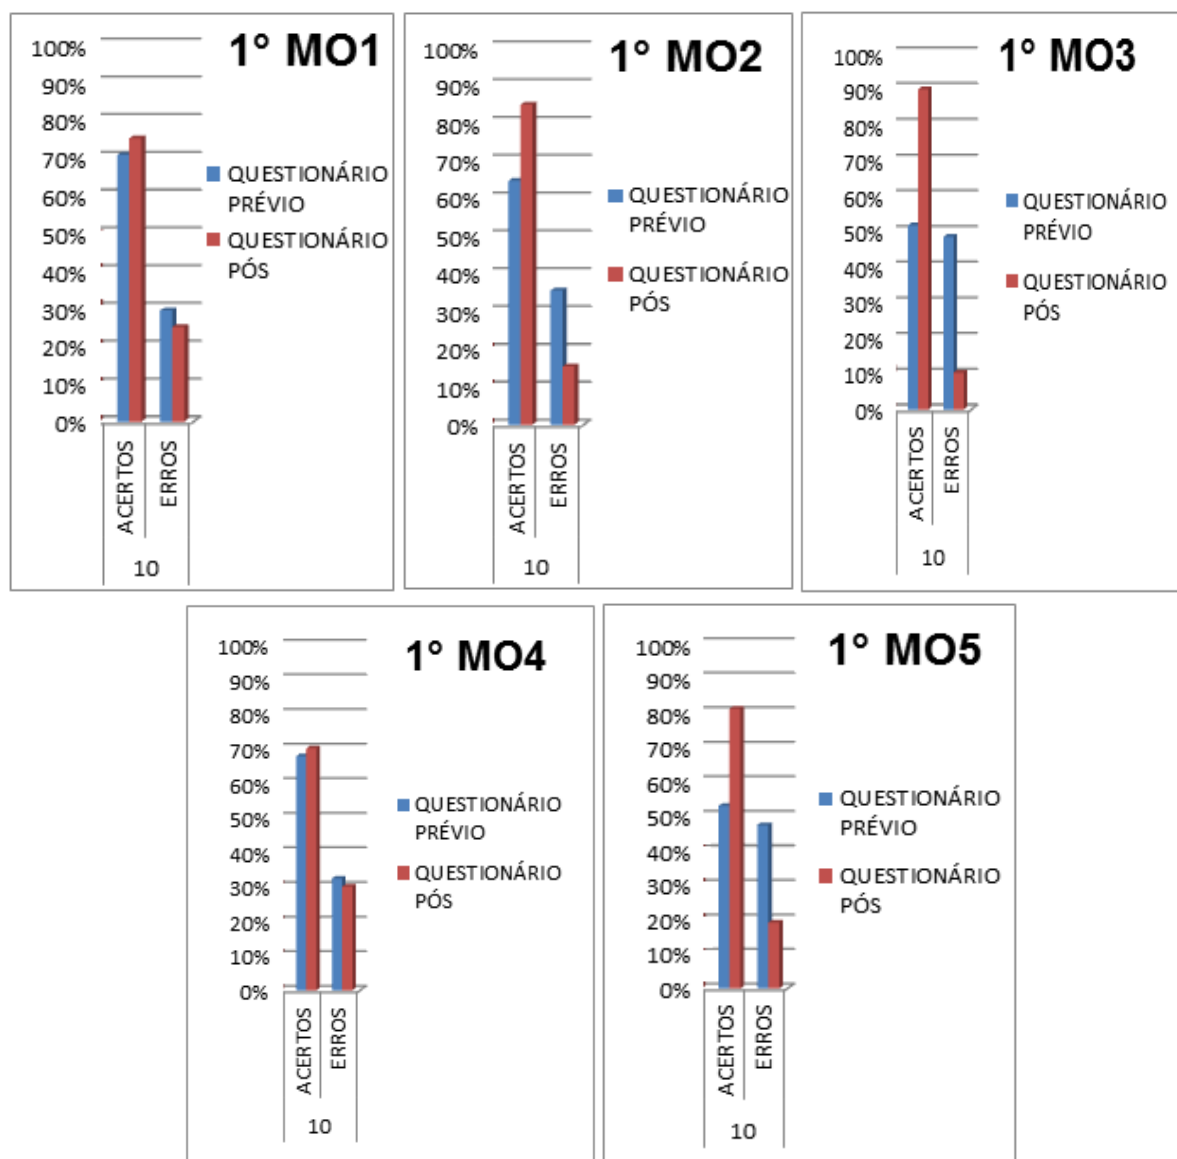 1° MO1
100%
90%
80%
70%
60%
50%
40%
30%
20%
10%
0%
QUESTIONÁRIO
PRÉVIO
QUESTIONÁRIO
PÓS
ACERTOS
ERROS
10
1° MO2
100%
90%
80%
70%
60%
50%
40%
30%
20%
10%
0%
QUESTIONÁRIO
PRÉVIO
QUESTIONÁRIO
PÓS
ACERTOS
ERROS
10
1° MO3
100%
90%
80%
70%
60%
50%
40%
30%
20%
10%
0%
QUESTIONÁRIO
PRÉVIO
QUESTIONÁRIO
PÓS
ACERTOS
ERROS
10
1° MO4
100%
90%
80%
70%
60%
50%
40%
30%
20%
10%
0%
QUESTIONÁRIO
PRÉVIO
QUESTIONÁRIO
PÓS
ACERTOS
ERROS
10
1° MO5
100%
90%
80%
70%
60%
50%
40%
30%
20%
10%
0%
QUESTIONÁRIO
PRÉVIO
QUESTIONÁRIO
PÓS
ACERTOS
ERROS
10